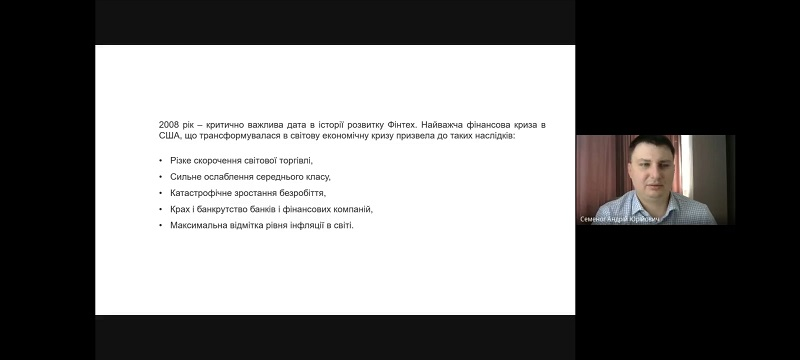 2008 рік – критично важлива дата в історії розвитку Фінтех. Найважча фінансова криза в
США, що трансформувалася в світову економічну кризу призвела до таких наслідків:
• Різке скорочення світової торгівлі,
• Сильне ослаблення середнього класу,
• Катастрофічне зростання безробіття,
• Крах і банкрутство банків і фінансових компаній,
• Максимальна відмітка рівня інфляції в світі.
Семеног Андрій Юрійович